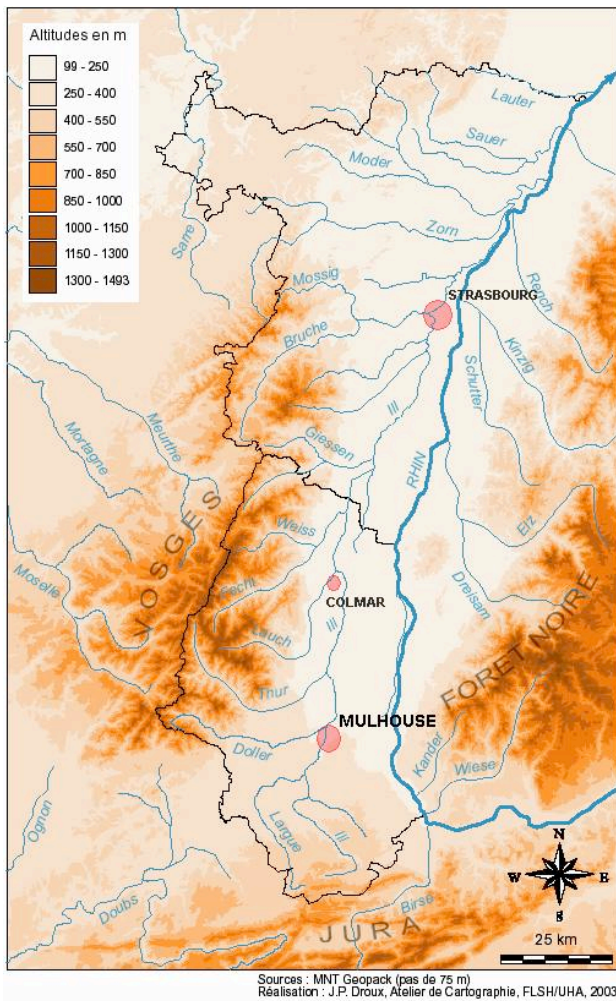 Altitudes en m
99 - 250
250 - 400
400 - 550
550 - 700
700 - 850
850 - 1000
1000 - 1150
1150 - 1300
1300 - 1493
Lauter
Sauer
Moder
Zorn
Sarre
Mossig
Rench
STRASBOURG
Bruche
Kinzig
Schutter
Meurthe
Mortagne
Ill
Giessen
RHIN
VOSGES
Weiss
Elz
Moselle
Fecht
COLMAR
Dreisam
Lauch
Ill
FORET NOIRE
Thur
MULHOUSE
Doller
Kander
Wiese
Ognon
Largue
Ill
N
W E
S
Doubs
Birse
JURA
25 km
Sources : MNT Geopack (pas de 75 m)
Réalisation : J.P. Droux, Atelier de Cartographie, FLSH/UHA, 2003